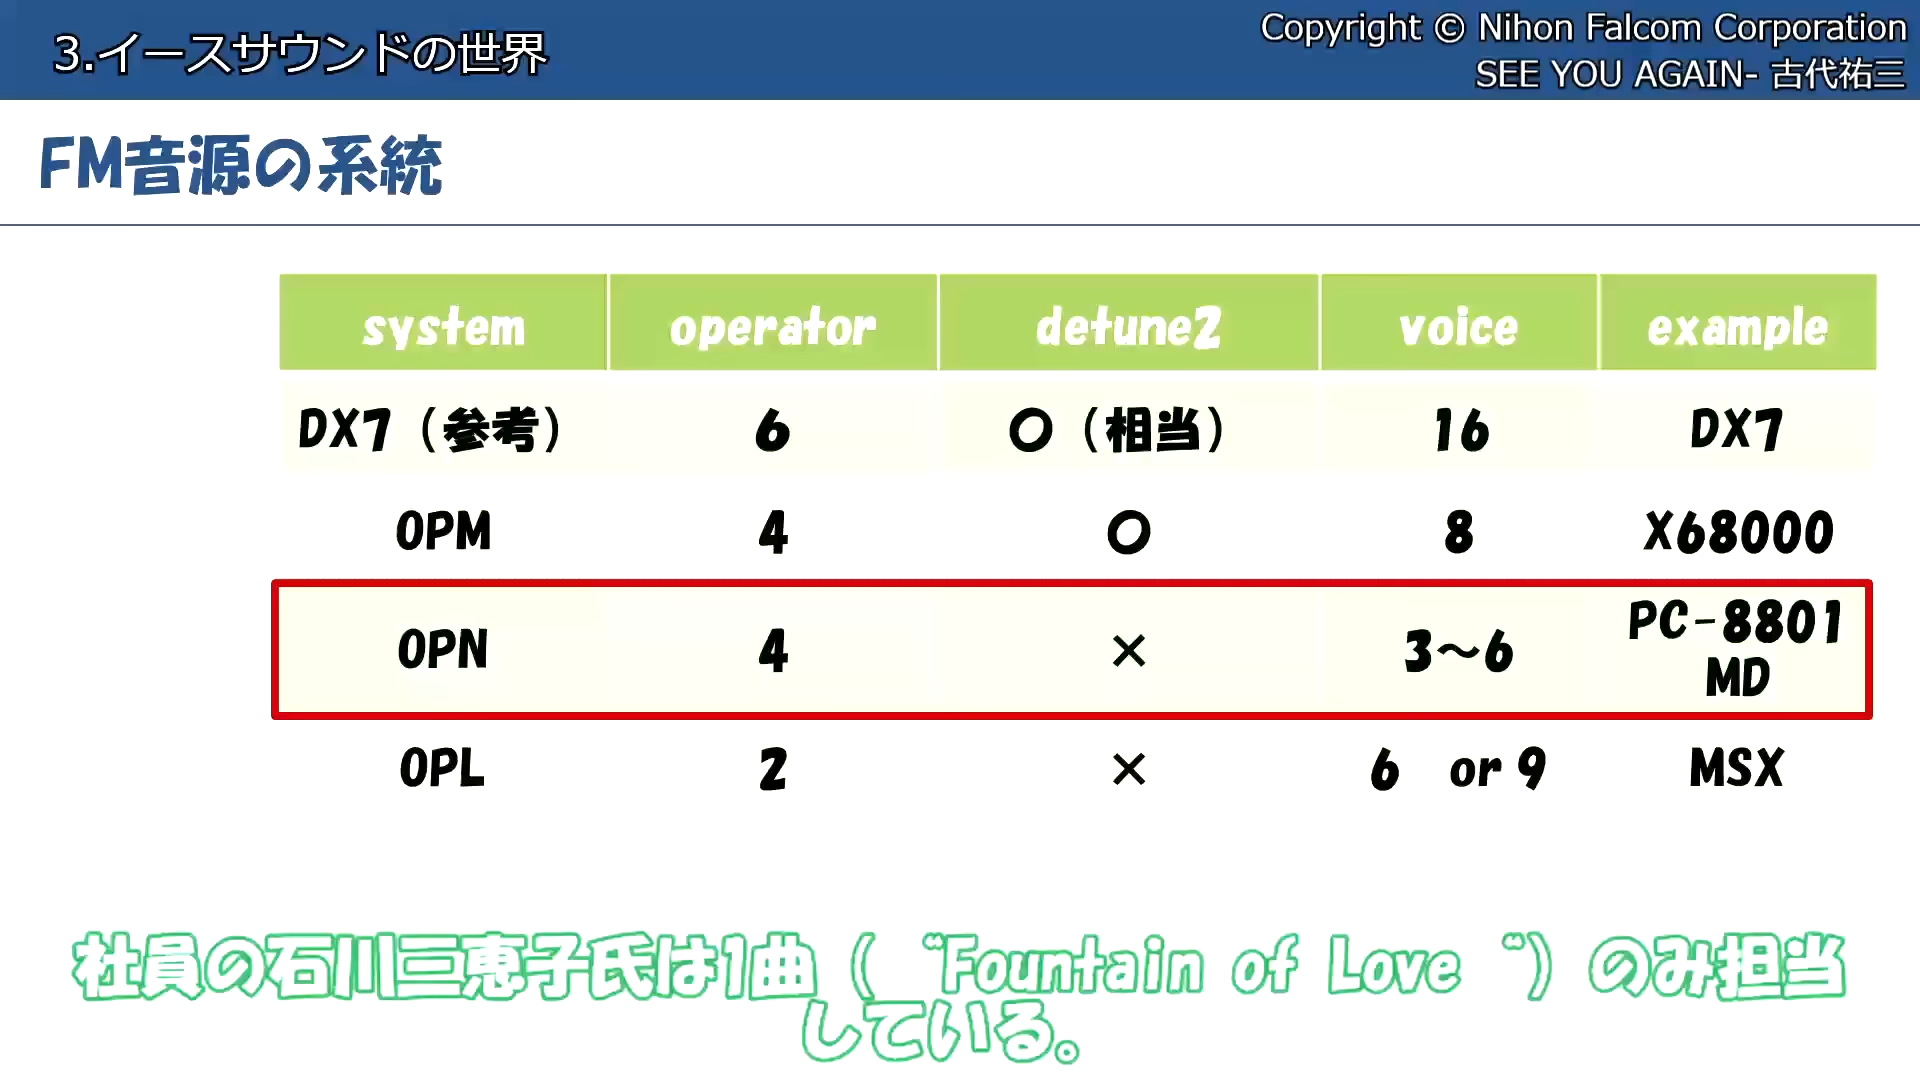 3.イースサウンドの世界
Copyright © Nihon Falcom Corporation
SEE YOU AGAIN- 古代祐三
FM音源の系統
system operator detune2 voice example
DX7（参考） 6 〇（相当） 16 DX7
OPM 4 〇 8 X68000
OPN 4 × 3～6 PC-8801 MD
OPL 2 × 6 or 9 MSX
社員の石川三恵子氏は1曲（“Fountain of Love “）のみ担当
している。